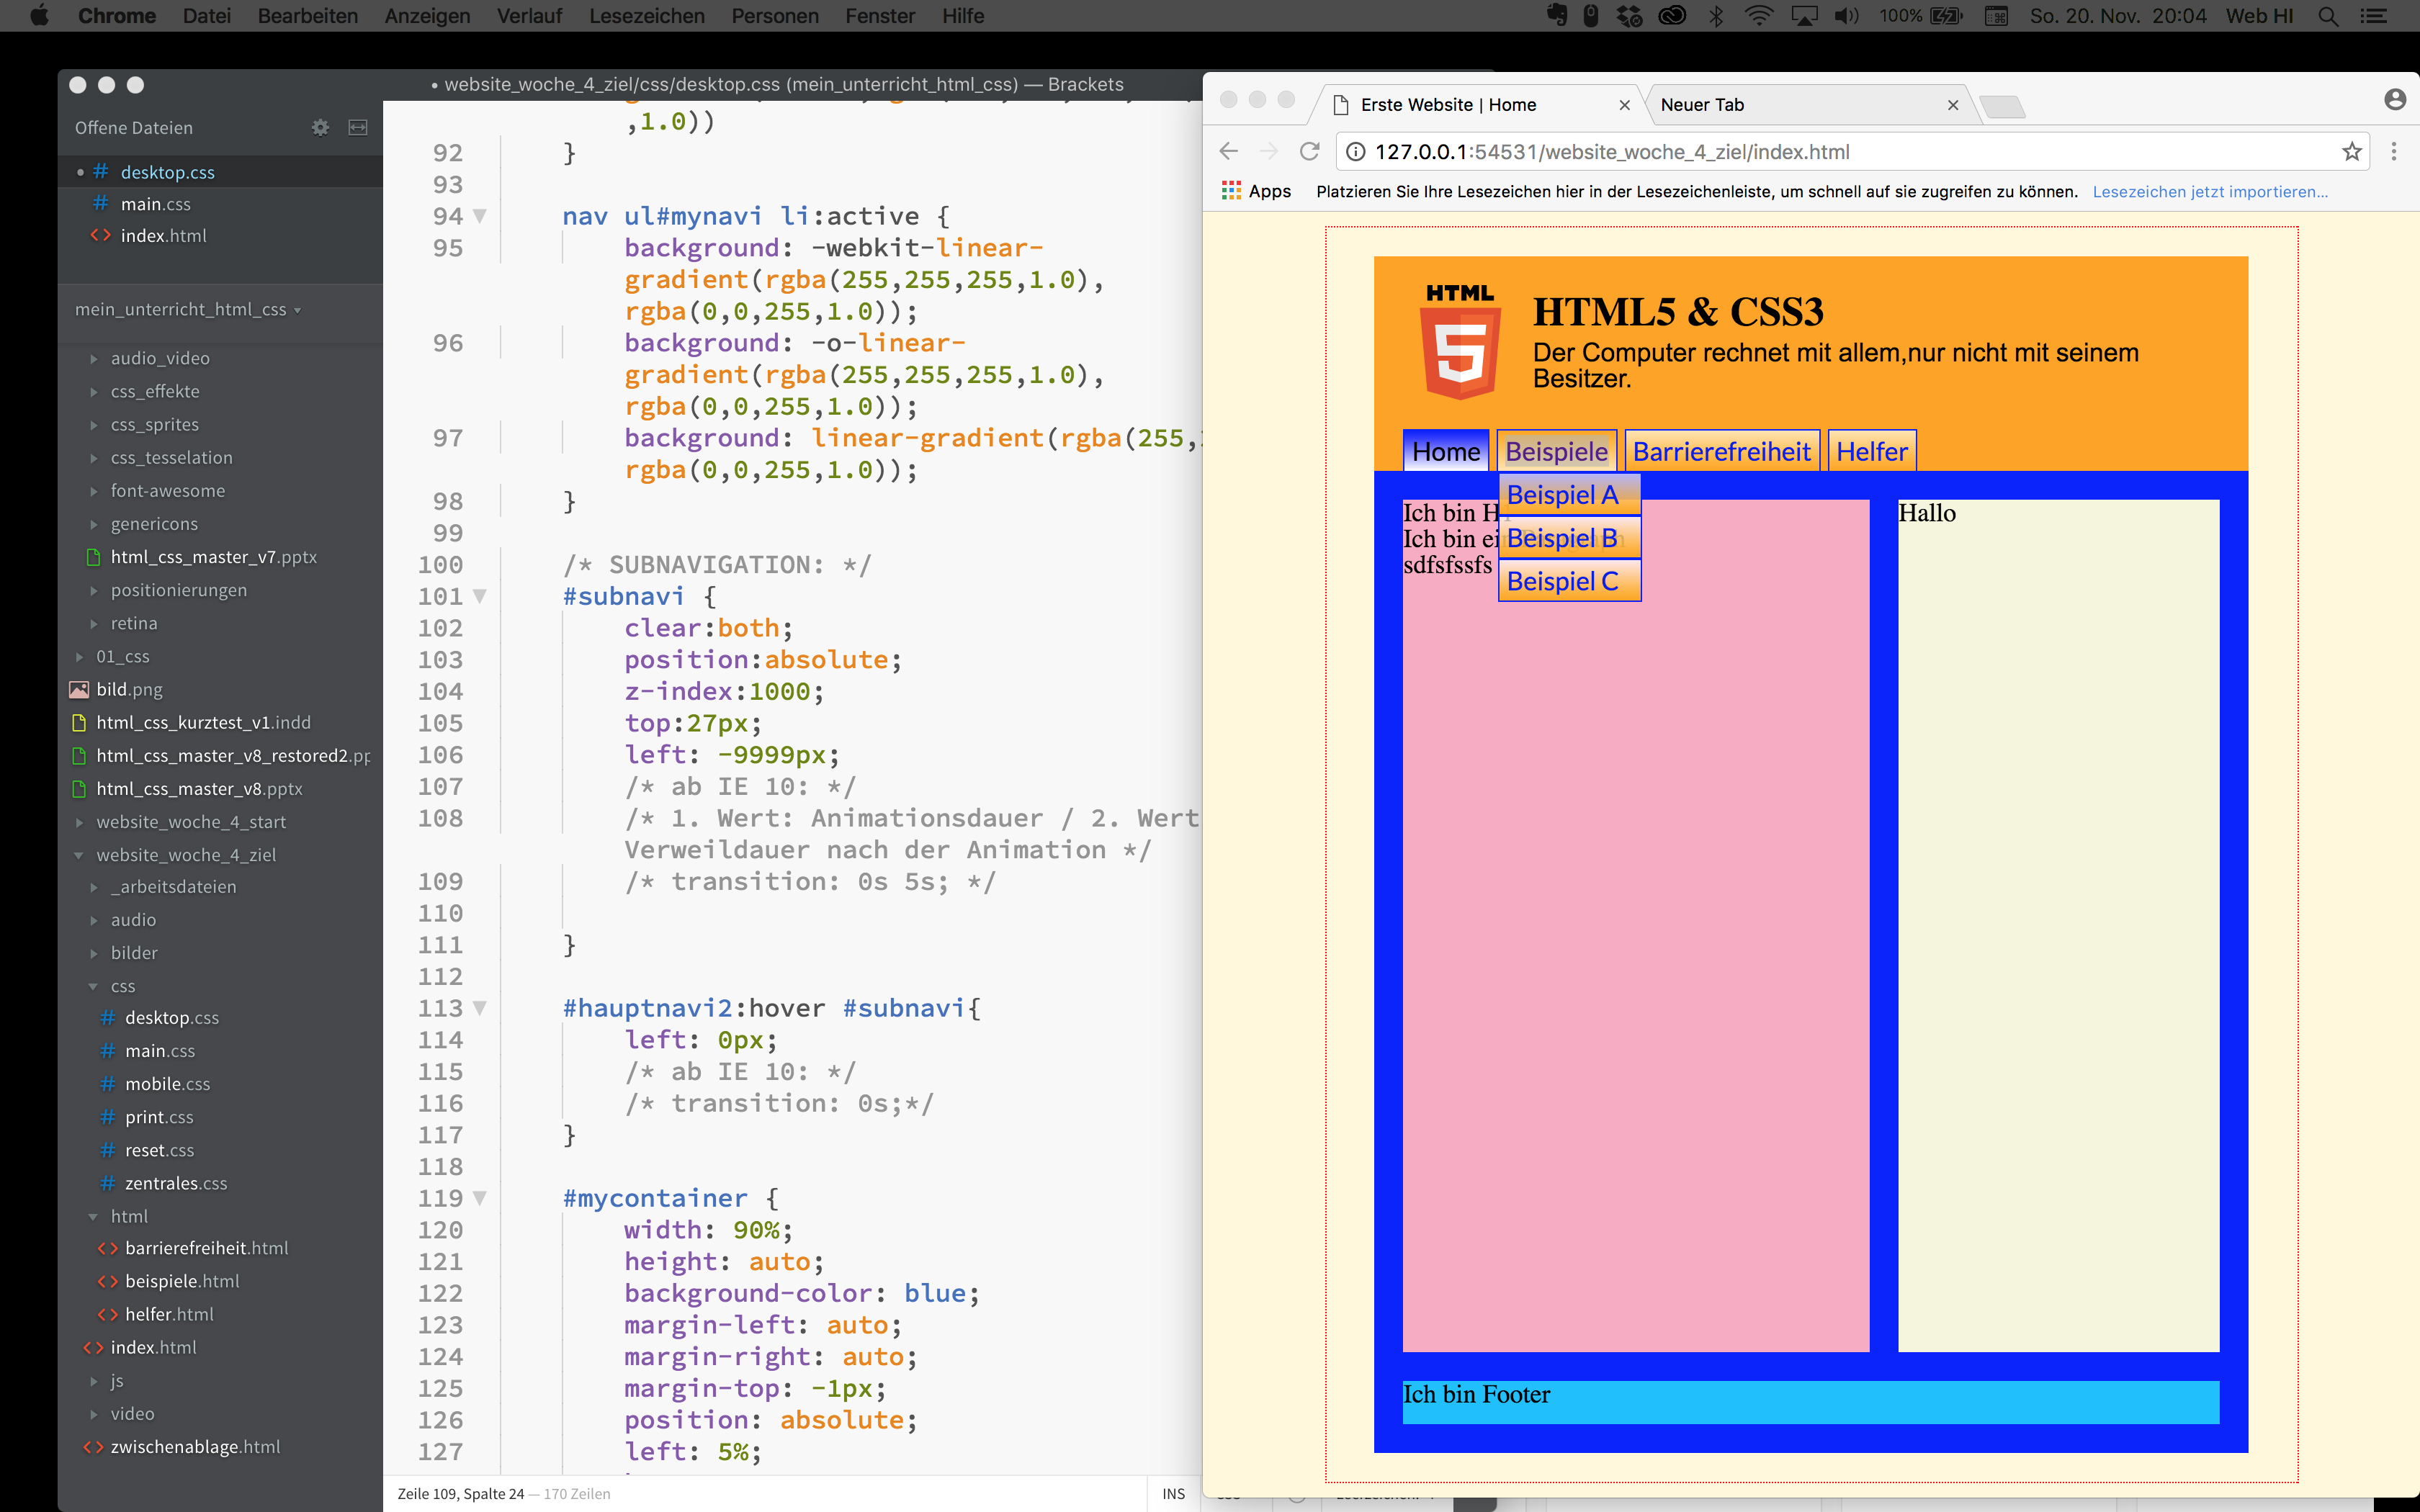 Chrome Datei Bearbeiten Anzeigen Verlauf Lesezeichen Personen Fenster Hilfe
100% So. 20. Nov. 20:04 Web HI
• website_woche_4_ziel/css/desktop.css (mein_unterricht_html_css) — Brackets
Offene Dateien
desktop.css
main.css
index.html
mein_unterricht_html_css
audio_video
css_effekte
css_sprites
css_tesselation
font-awesome
genericons
html_css_master_v7.pptx
positionierungen
retina
01_css
bild.png
html_css_kurztest_v1.indd
html_css_master_v8_restored2.pp
html_css_master_v8.pptx
website_woche_4_start
website_woche_4_ziel
_arbeitsdateien
audio
bilder
css
desktop.css
main.css
mobile.css
print.css
reset.css
zentrales.css
html
barrierefreiheit.html
beispiele.html
helfer.html
index.html
js
video
zwischenablage.html
,1.0))
92 }
93
94 nav ul#mynavi li:active {
95 background: -webkit-linear-
gradient(rgba(255,255,255,1.0),
rgba(0,0,255,1.0));
96 background: -o-linear-
gradient(rgba(255,255,255,1.0),
rgba(0,0,255,1.0));
97 background: linear-gradient(rgba(255,
rgba(0,0,255,1.0));
98 }
99
100 /* SUBNAVIGATION: */
101 #subnavi {
102 clear:both;
103 position:absolute;
104 z-index:1000;
105 top:27px;
106 left: -9999px;
107 /* ab IE 10: */
108 /* 1. Wert: Animationsdauer / 2. Wert
Verweildauer nach der Animation */
109 /* transition: 0s 5s; */
110
111 }
112
113 #hauptnavi2:hover #subnavi{
114 left: 0px;
115 /* ab IE 10: */
116 /* transition: 0s;*/
117 }
118
119 #mycontainer {
120 width: 90%;
121 height: auto;
122 background-color: blue;
123 margin-left: auto;
124 margin-right: auto;
125 margin-top: -1px;
126 position: absolute;
127 left: 5%;
Zeile 109, Spalte 24 — 170 Zeilen
INS
Erste Website | Home
Neuer Tab
127.0.0.1:54531/website_woche_4_ziel/index.html
Apps Platzieren Sie Ihre Lesezeichen hier in der Lesezeichenleiste, um schnell auf sie zugreifen zu können. Lesezeichen jetzt importieren...
HTML
5
HTML5 & CSS3
Der Computer rechnet mit allem,nur nicht mit seinem
Besitzer.
Home Beispiele Barrierefreiheit Helfer
Beispiel A
Beispiel B
Beispiel C
Ich bin H1
Ich bin ein
sdfsfssfs
Hallo
Ich bin Footer